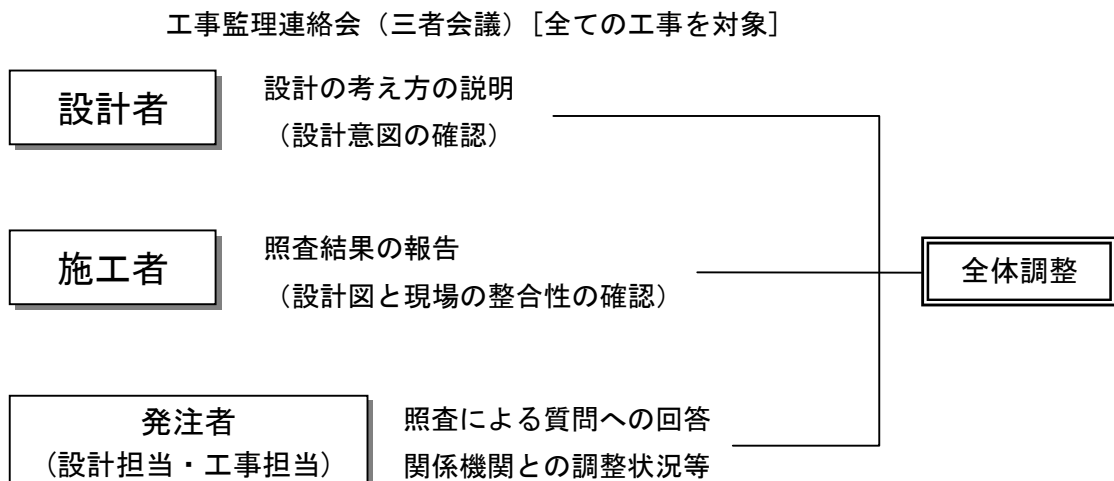 工事監理連絡会（三者会議）[全ての工事を対象]
設計者
設計の考え方の説明
（設計意図の確認）
施工者
照査結果の報告
（設計図と現場の整合性の確認）
全体調整
発注者
（設計担当・工事担当）
照査による質問への回答
関係機関との調整状況等